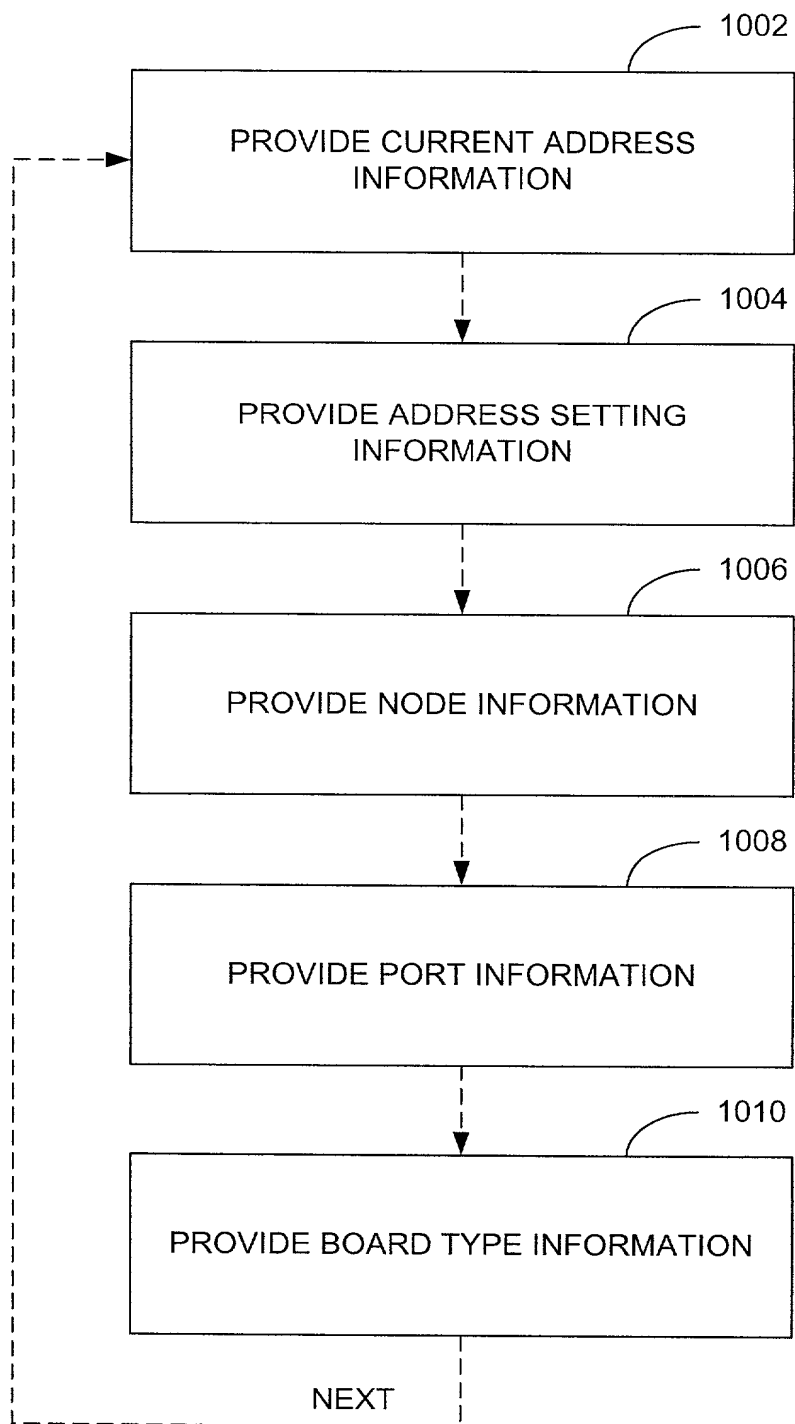 1002
PROVIDE CURRENT ADDRESS
INFORMATION
1004
PROVIDE ADDRESS SETTING
INFORMATION
1006
PROVIDE NODE INFORMATION
1008
PROVIDE PORT INFORMATION
1010
PROVIDE BOARD TYPE INFORMATION
NEXT